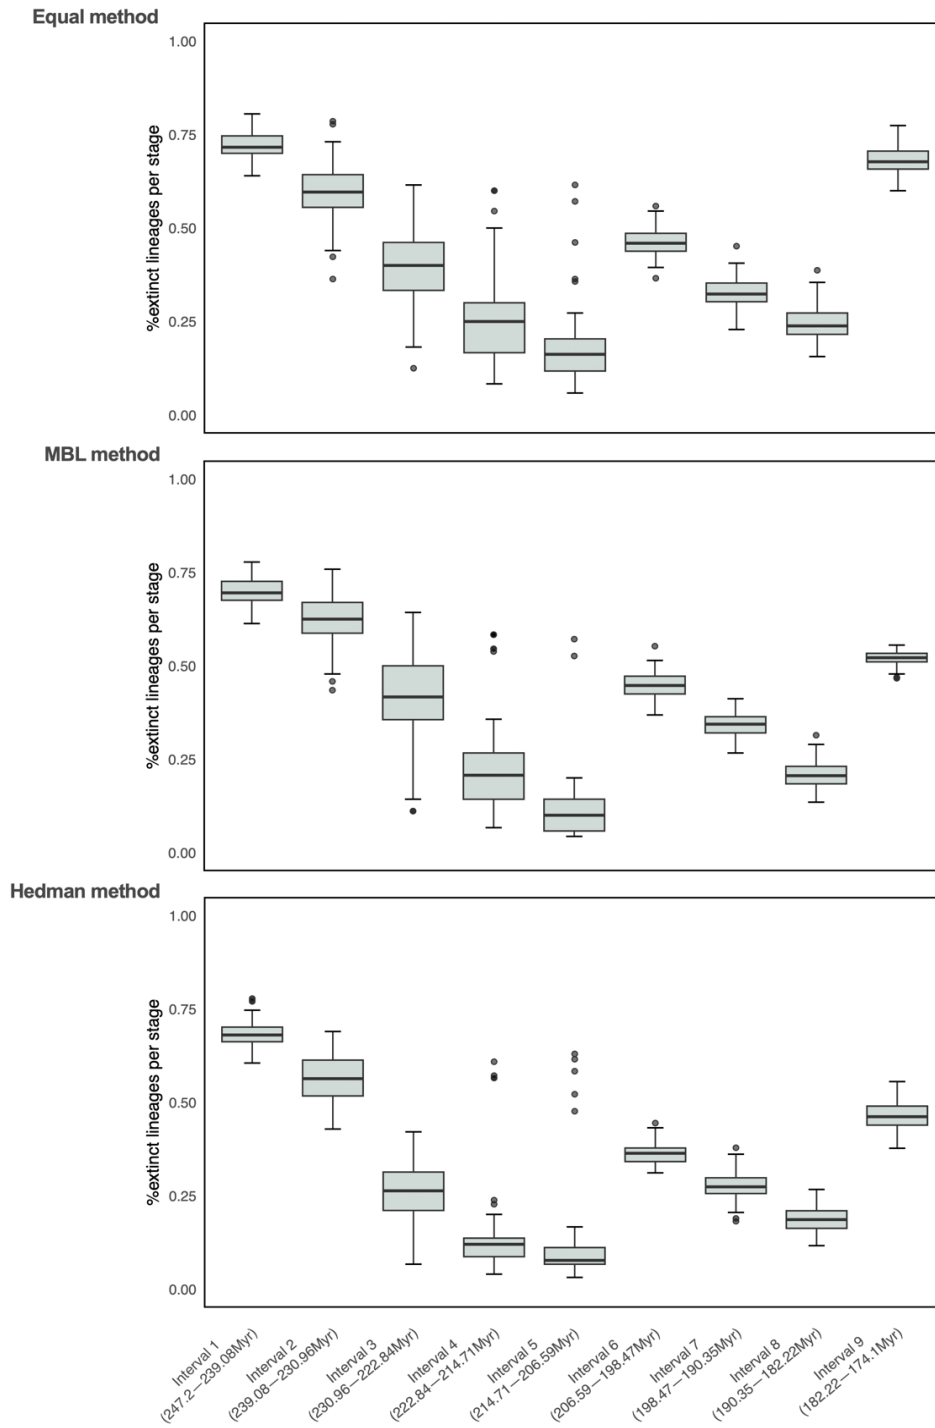 Equal method
1.00
0.75
0.50
0.25
0.00
%extinct lineages per stage
MBL method
1.00
0.75
0.50
0.25
0.00
%extinct lineages per stage
Hedman method
1.00
0.75
0.50
0.25
0.00
%extinct lineages per stage
Interval 1
(247.2—239.08Myr)
Interval 2
(239.08—230.96Myr)
Interval 3
(230.96—222.84Myr)
Interval 4
(222.84—214.71Myr)
Interval 5
(214.71—206.59Myr)
Interval 6
(206.59—198.47Myr)
Interval 7
(198.47—190.35Myr)
Interval 8
(190.35—182.22Myr)
Interval 9
(182.22—174.1Myr)